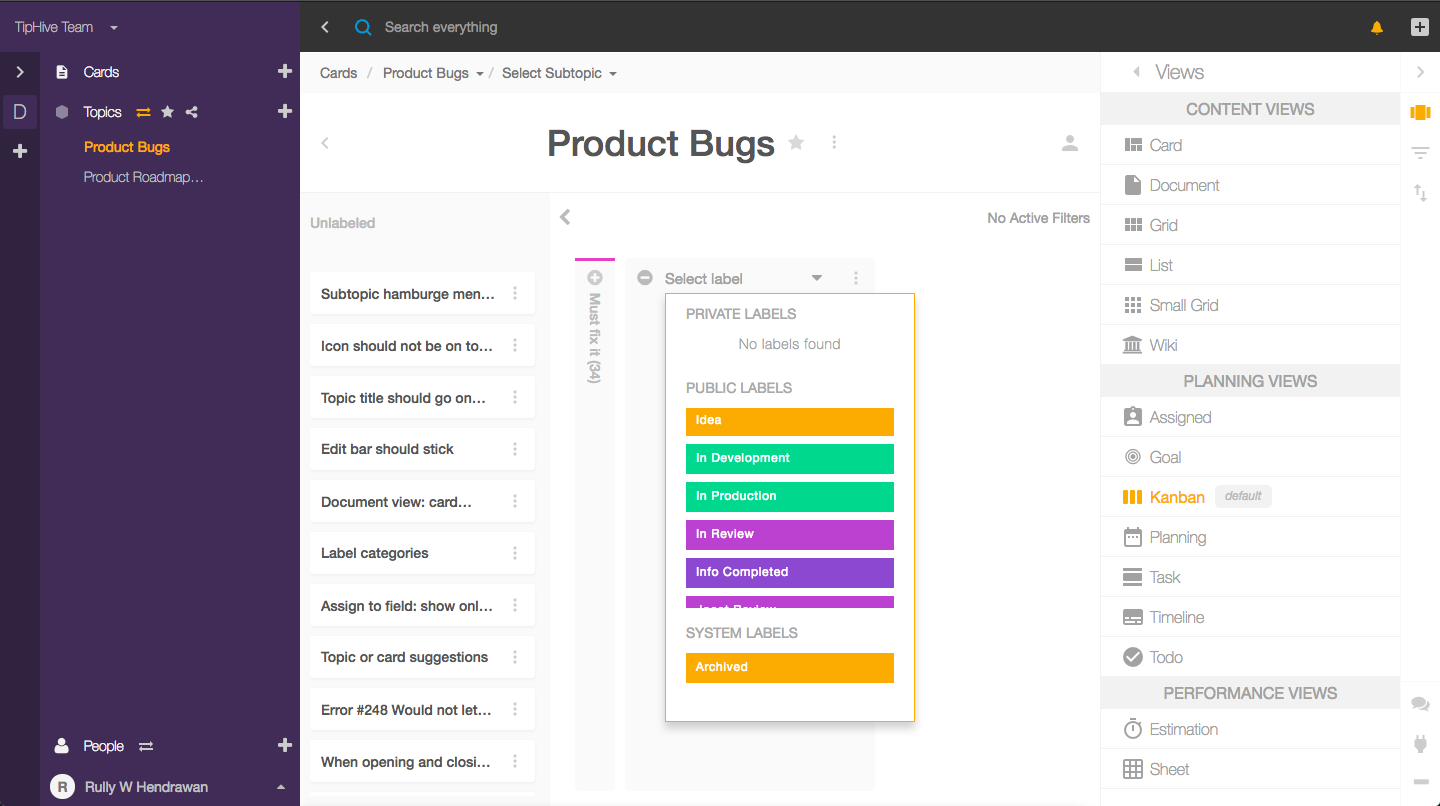 TipHive Team
Search everything
Cards
Topics
Product Bugs
Product Roadmap...
D
People
R
Rully W Hendrawan
Cards / Product Bugs / Select Subtopic
Product Bugs
Unlabeled
Subtopic hamburge men...
Icon should not be on to...
Topic title should go on...
Edit bar should stick
Document view: card...
Label categories
Assign to field: show onl...
Topic or card suggestions
Error #248 Would not let...
When opening and closi...
No Active Filters
Must fix it (34)
Select label
PRIVATE LABELS
No labels found
PUBLIC LABELS
Idea
In Development
In Production
In Review
Info Completed
SYSTEM LABELS
Archived
Views
CONTENT VIEWS
Card
Document
Grid
List
Small Grid
Wiki
PLANNING VIEWS
Assigned
Goal
Kanban default
Planning
Task
Timeline
Todo
PERFORMANCE VIEWS
Estimation
Sheet